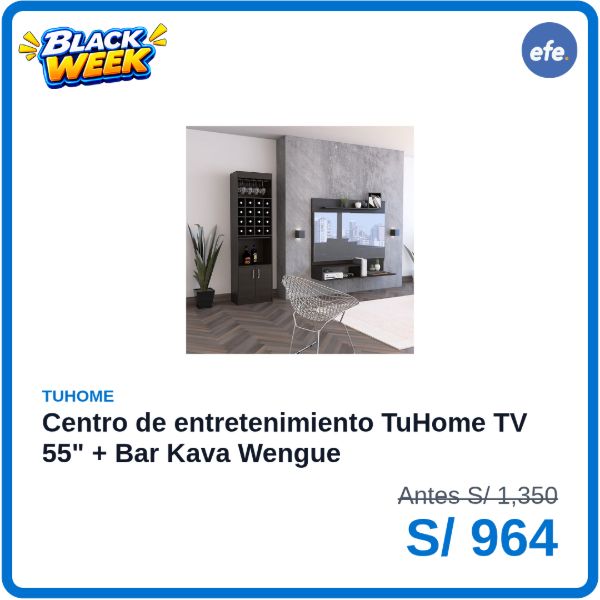 BLACK
WEEK
efe.
TUHOME
Centro de entretenimiento TuHome TV
55" + Bar Kava Wengue
Antes S/ 1,350
S/ 964